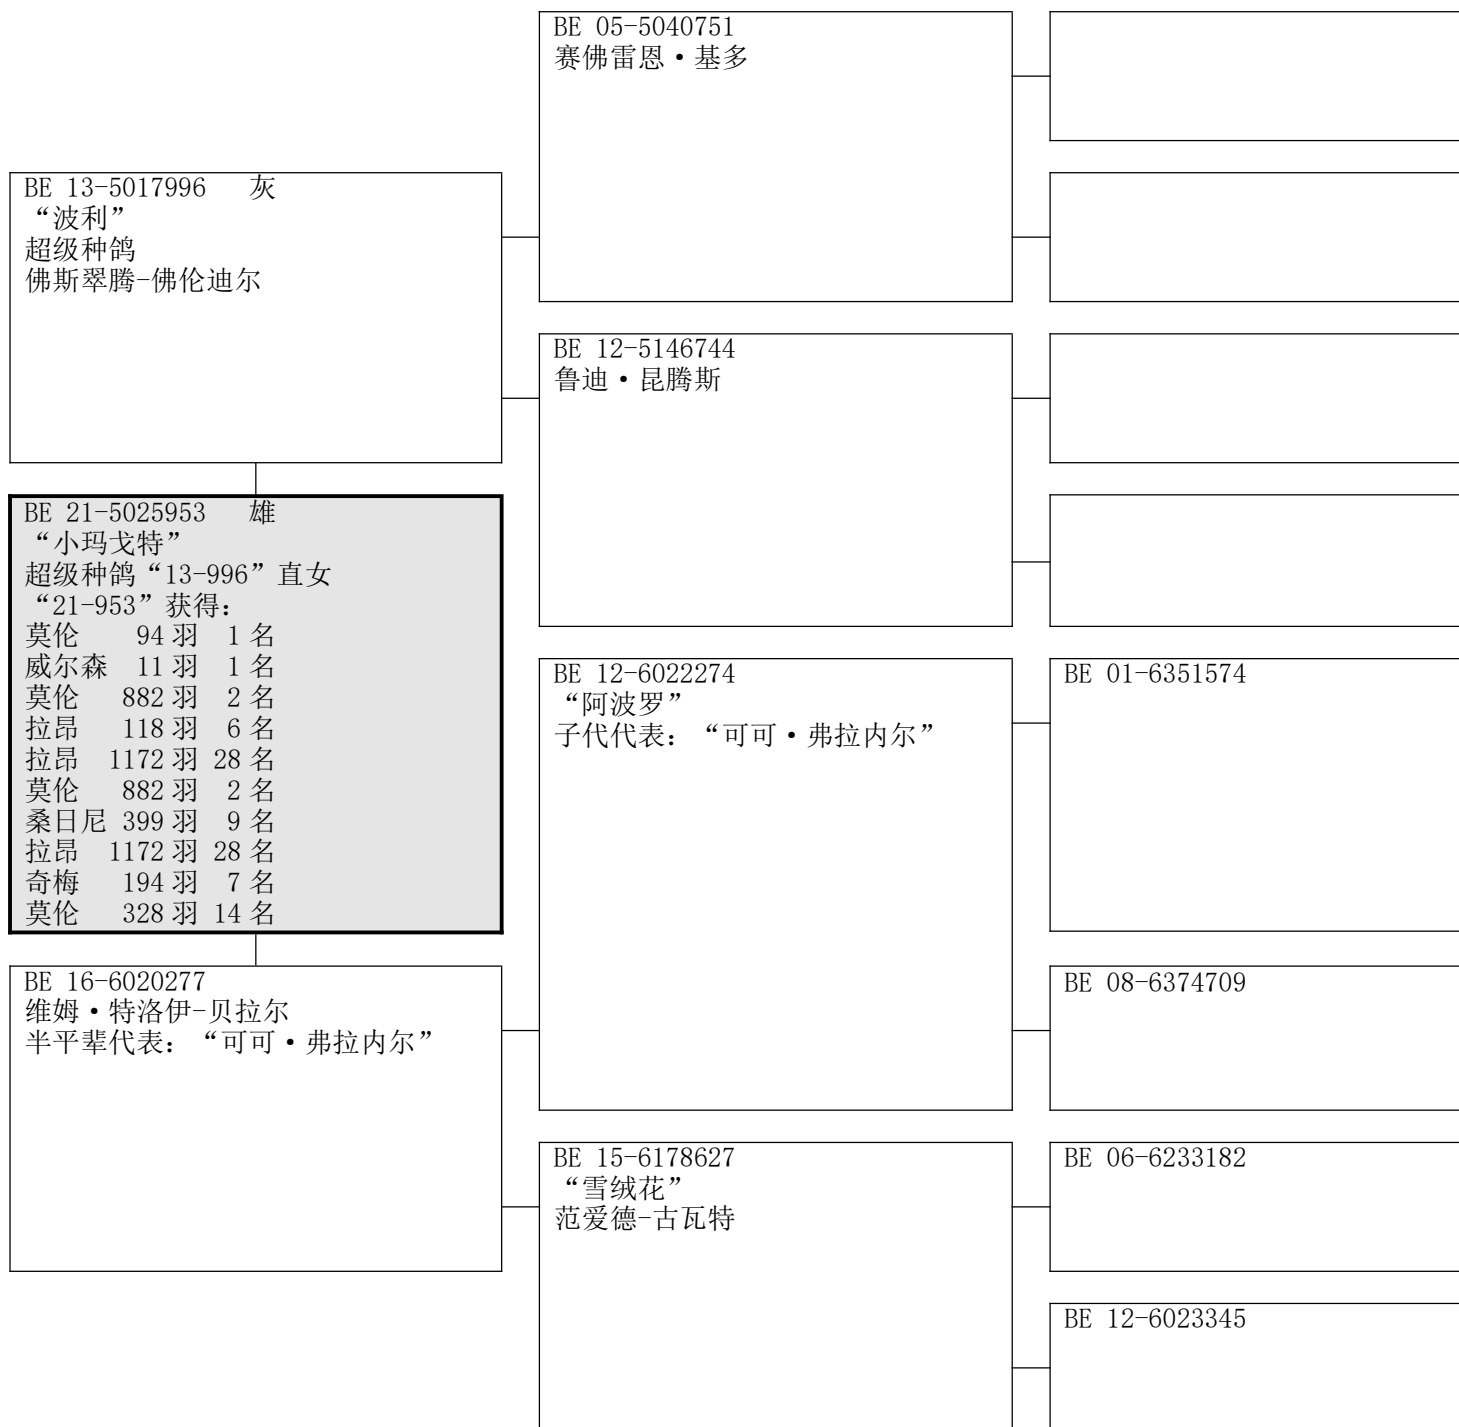 BE 05-5040751
赛佛雷恩·基多
BE 13-5017996 灰
“波利”
超级种鸽
佛斯翠腾-佛伦迪尔
BE 12-5146744
鲁迪·昆腾斯
BE 21-5025953 雄
“小玛戈特”
超级种鸽“13-996”直女
“21-953”获得：
莫伦 94羽 1名
威尔森 11羽 1名
莫伦 882羽 2名
拉昂 118羽 6名
拉昂 1172羽 28名
莫伦 882羽 2名
桑日尼 399羽 9名
拉昂 1172羽 28名
奇梅 194羽 7名
莫伦 328羽 14名
BE 12-6022274
“阿波罗”
子代代表：“可可·弗拉内尔”
BE 01-6351574
BE 16-6020277
维姆·特洛伊-贝拉尔
半平辈代表：“可可·弗拉内尔”
BE 08-6374709
BE 15-6178627
“雪绒花”
范爱德-古瓦特
BE 06-6233182
BE 12-6023345